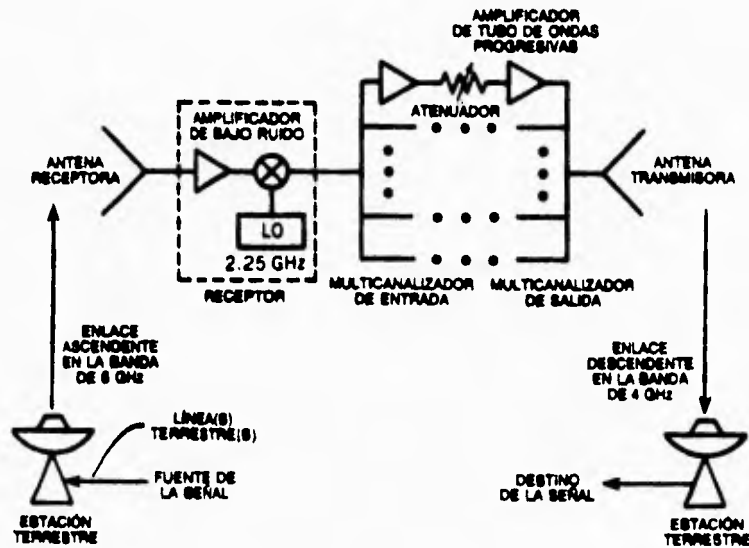 AMPLIFICADOR
DE TUBO DE ONDAS
PROGRESIVAS
ATENUADOR
AMPLIFICADOR
DE BAJO RUIDO
ANTENA
RECEPTORA
LO
2.25 GHz
RECEPTOR
MULTICANALIZADOR
DE ENTRADA
MULTICANALIZADOR
DE SALIDA
ANTENA
TRANSMISORA
ENLACE
ASCENDENTE
EN LA BANDA
DE 6 GHz
LÍNEA(S)
TERRESTRE(S)
FUENTE DE
LA SEÑAL
ESTACIÓN
TERRESTRE
ENLACE
DESCENDENTE
EN LA BANDA
DE 4 GHz
DESTINO
DE LA SEÑAL
ESTACIÓN
TERRESTRE